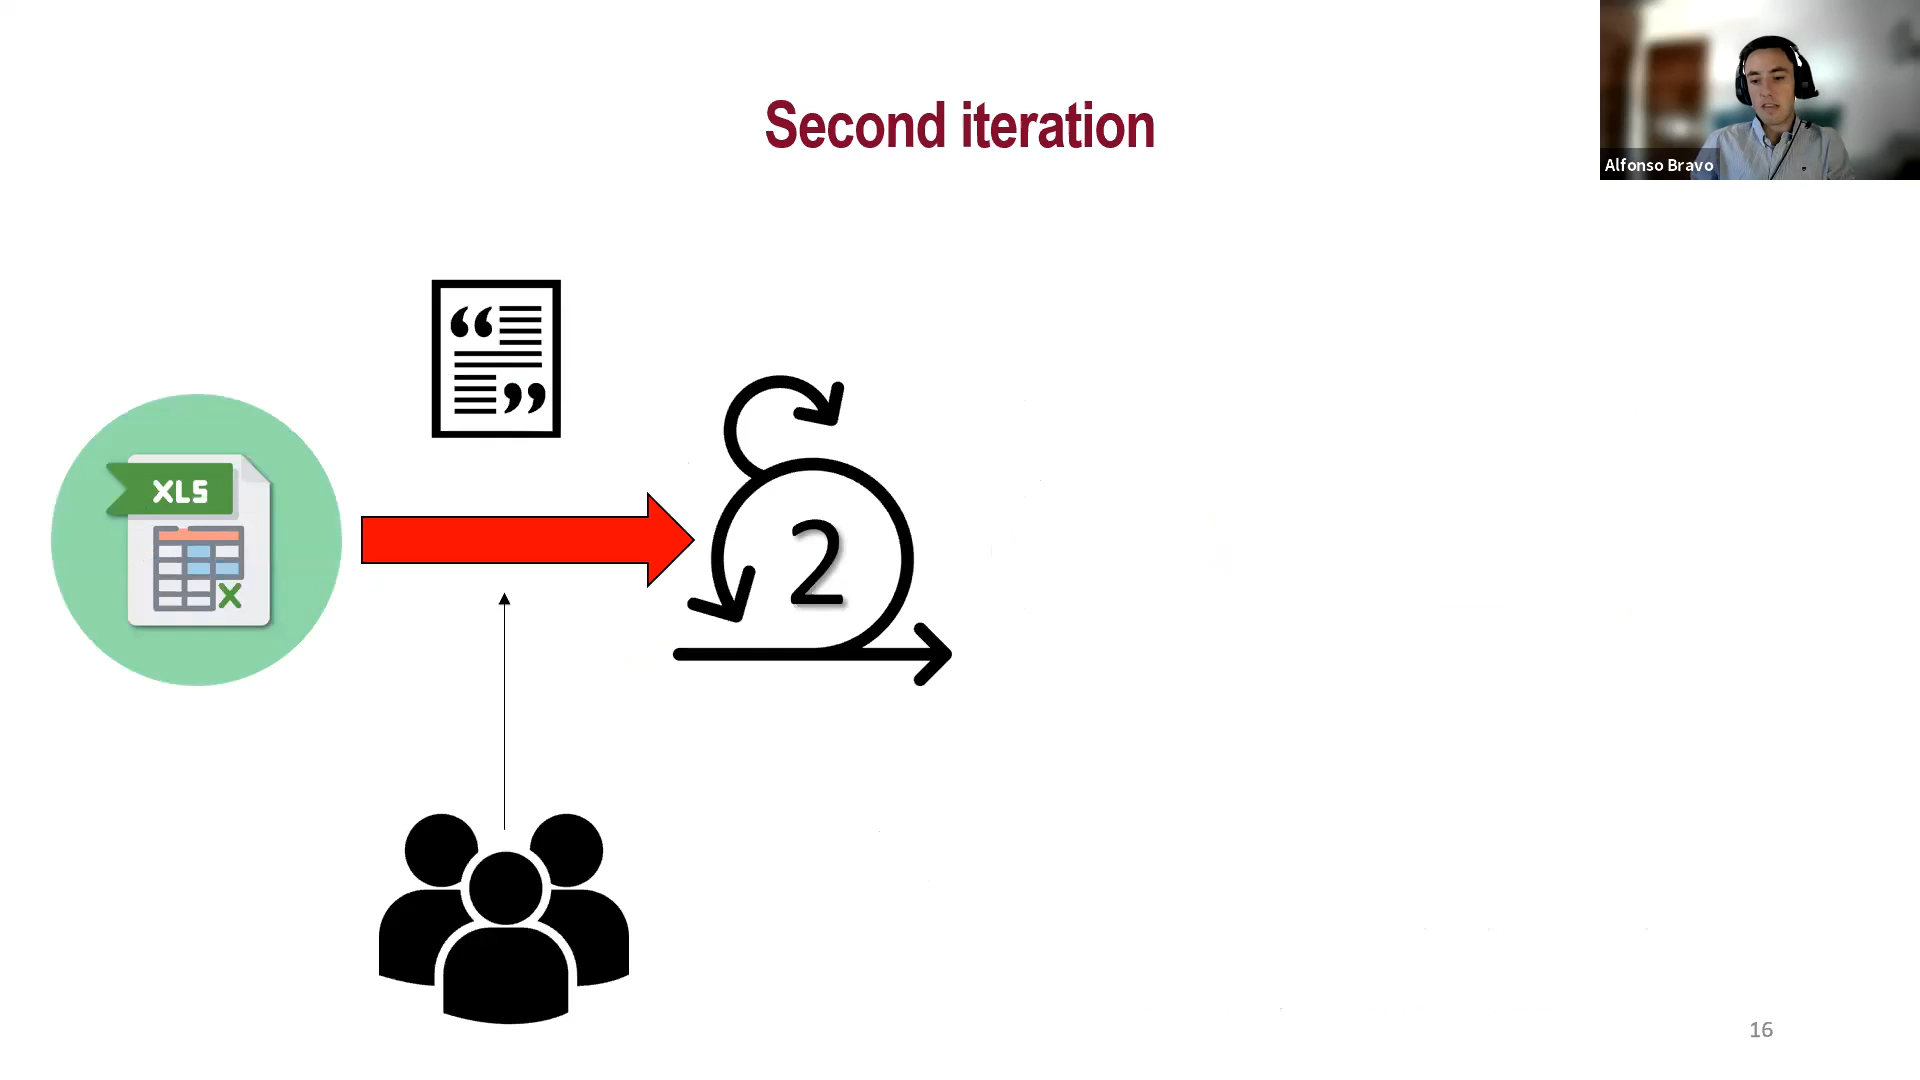 Second iteration
Alfonso Bravo
“
”
XLS
X
2
16